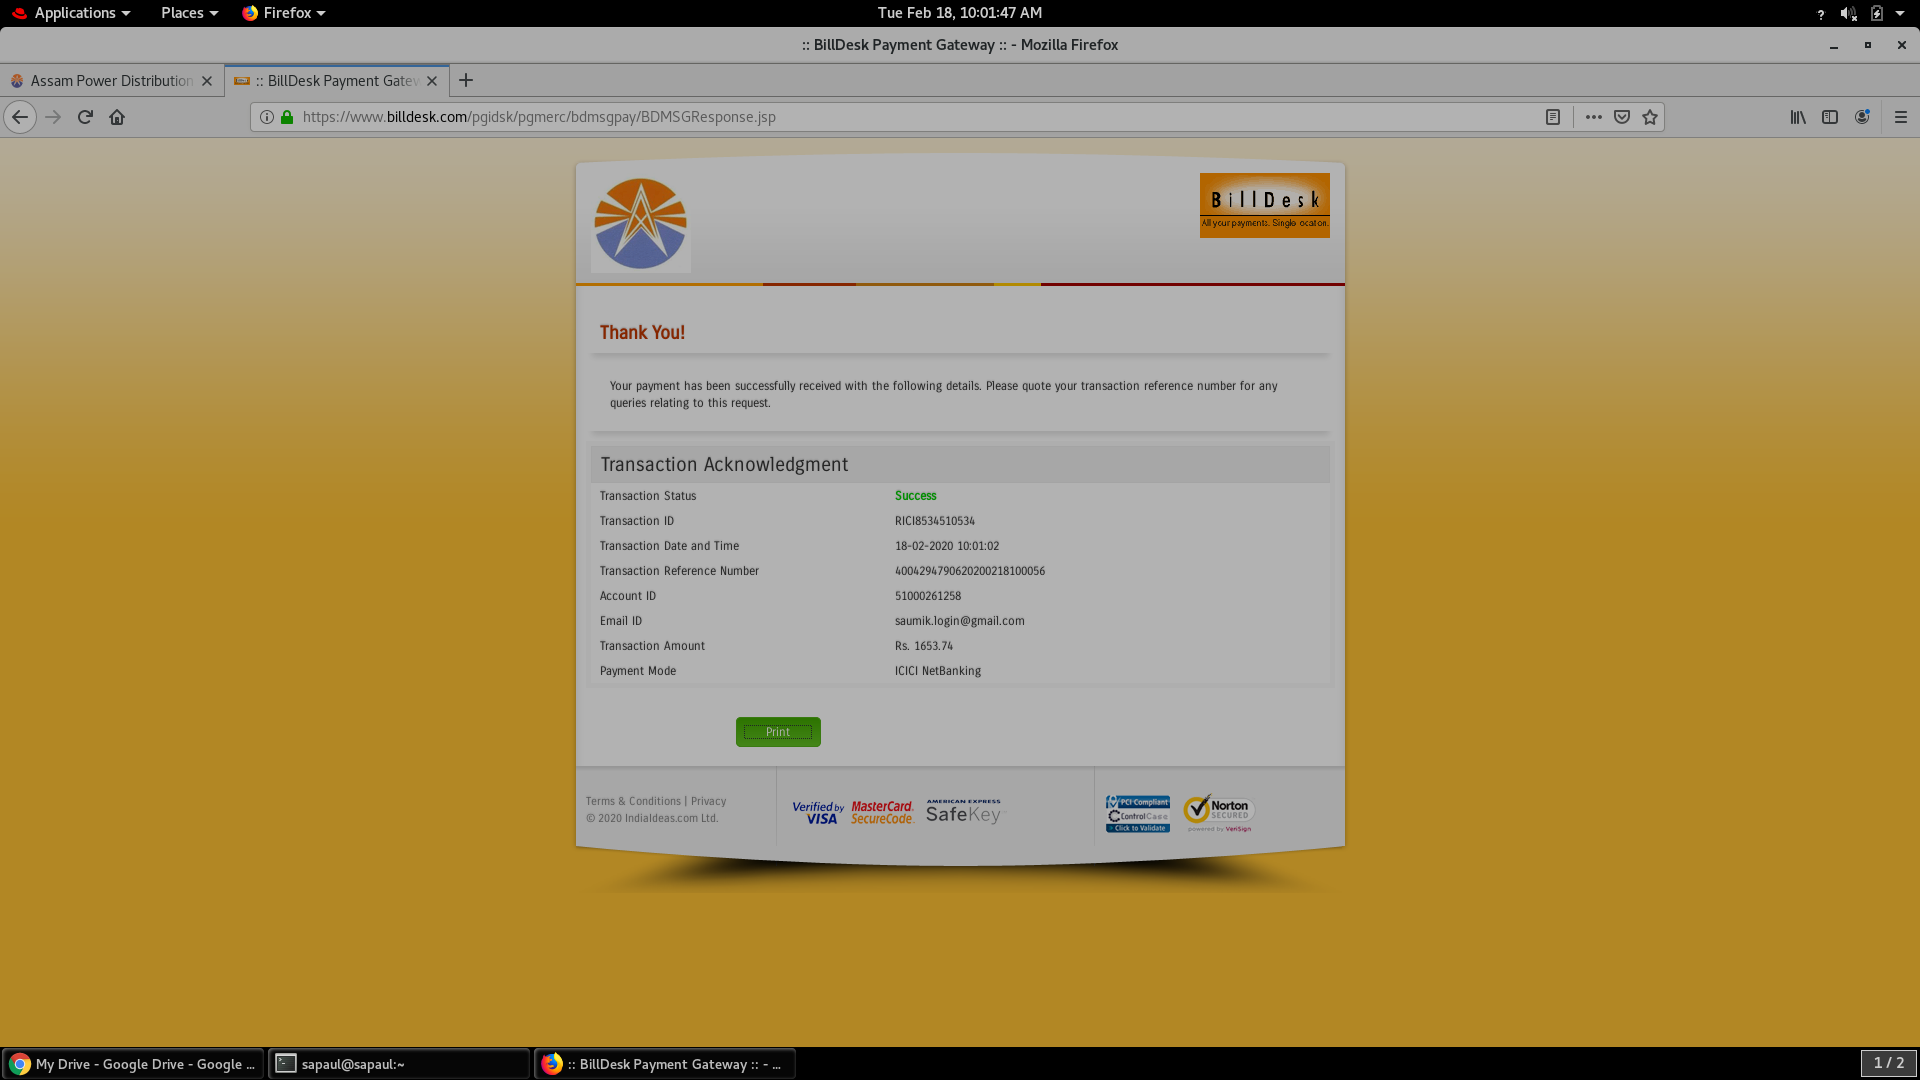 Applications Places Firefox Tue Feb 18, 10:01:47 AM ?
:: BillDesk Payment Gateway :: - Mozilla Firefox
Assam Power Distribution :: BillDesk Payment Gatew
https://www.billdesk.com/pgidsk/pgmerc/bdmsgpay/BDMSGResponse.jsp
BillDesk
All your payments. Single location.
Thank You!
Your payment has been successfully received with the following details. Please quote your transaction reference number for any
queries relating to this request.
Transaction Acknowledgment
Transaction Status Success
Transaction ID RICI8534510534
Transaction Date and Time 18-02-2020 10:01:02
Transaction Reference Number 4004294790620200218100056
Account ID 51000261258
Email ID saumik.login@gmail.com
Transaction Amount Rs. 1653.74
Payment Mode ICICI NetBanking
Print
Terms & Conditions | Privacy
© 2020 IndiaIdeas.com Ltd.
Verified by VISA
MasterCard. SecureCode.
AMERICAN EXPRESS SafeKey
PCI Compliant
ControlCase
Click to Validate
Norton
SECURED
powered by VeriSign
My Drive - Google Drive - Google ... sapaul@sapaul:~ :: BillDesk Payment Gateway :: - ... 1 / 2